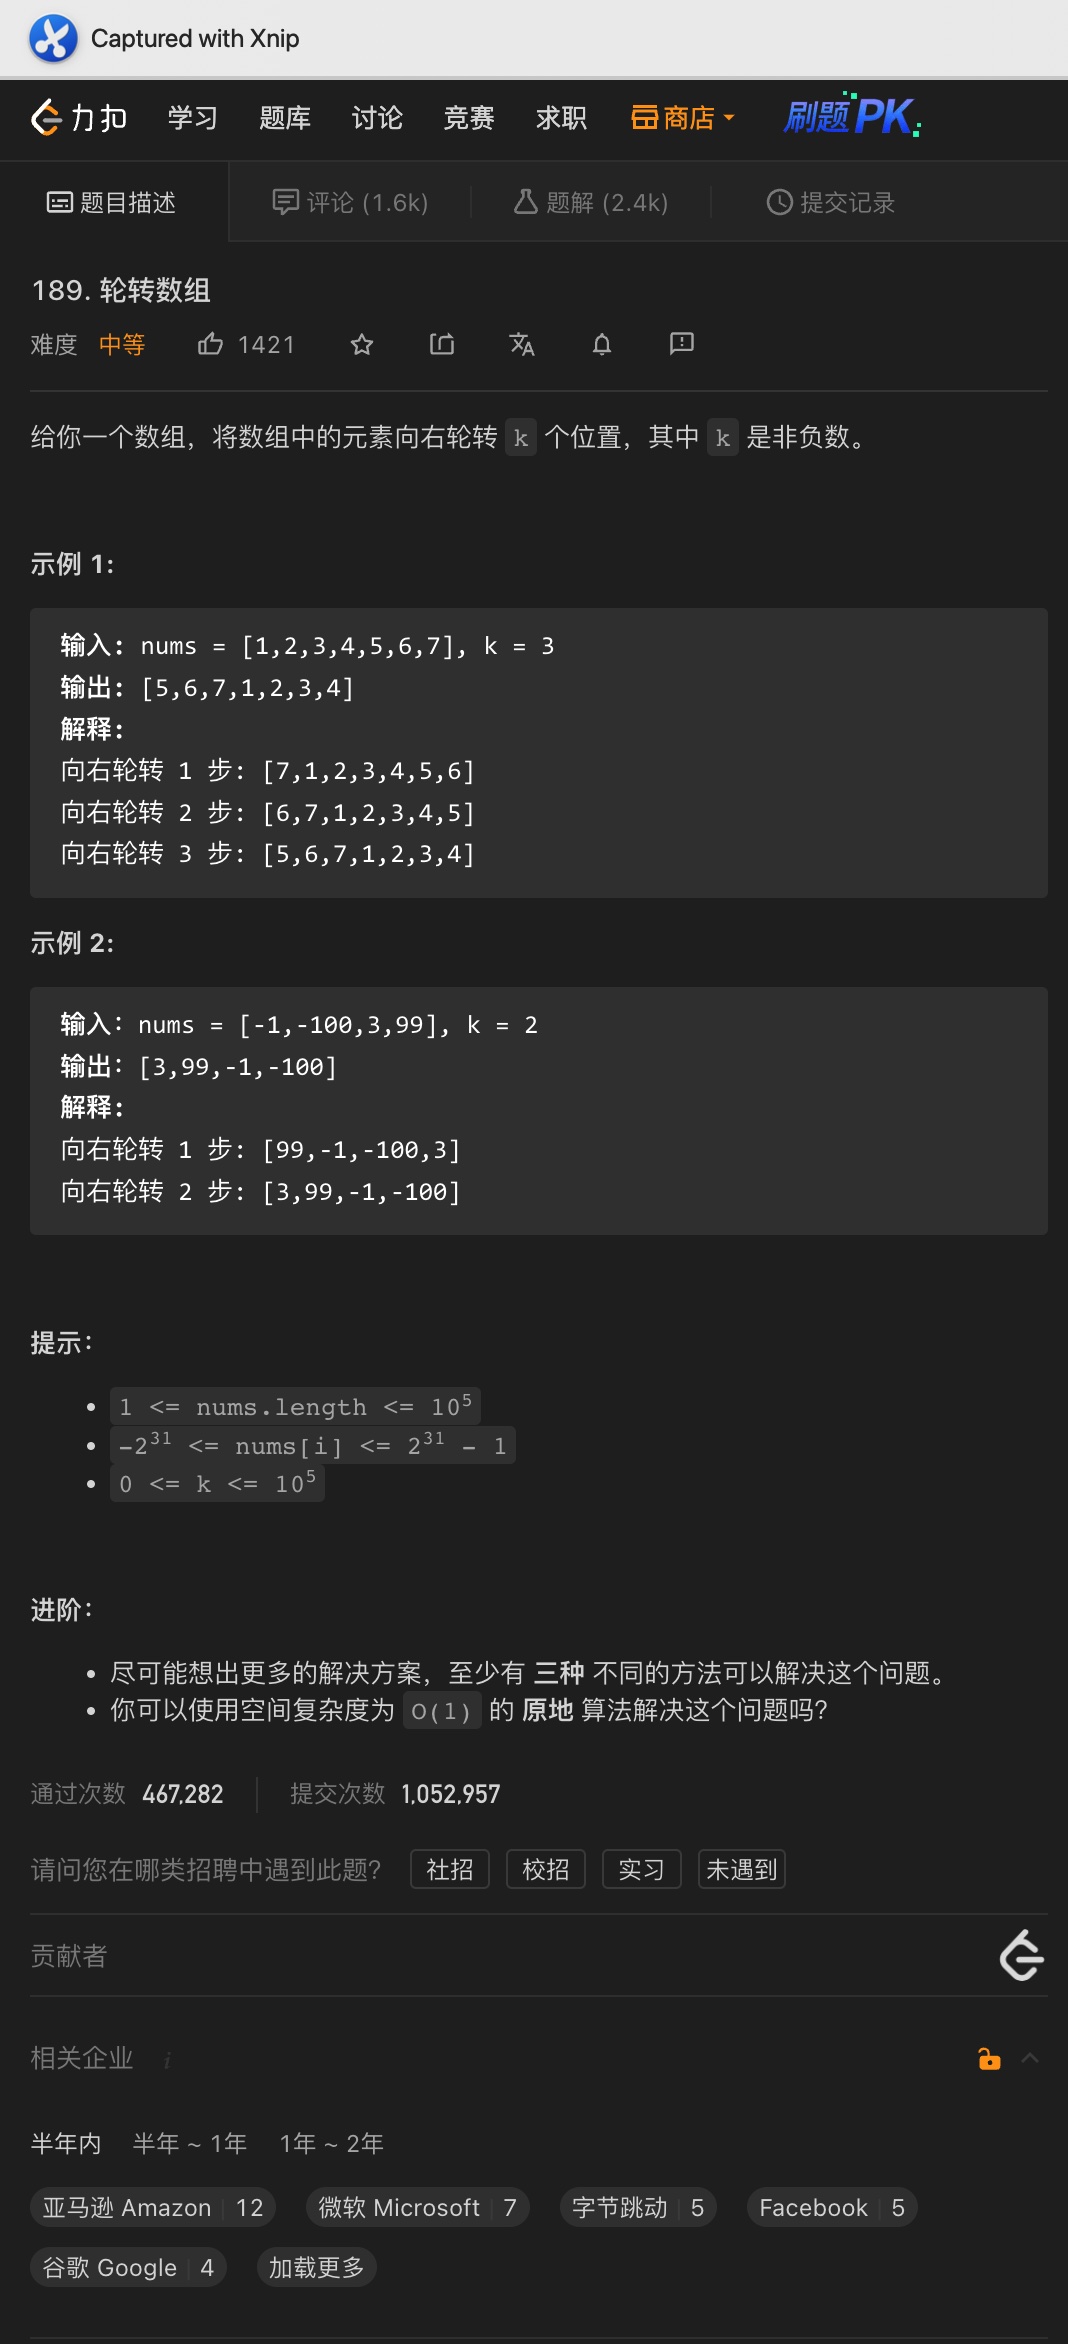 Captured with Xnip
力扣 学习 题库 讨论 竞赛 求职 商店 刷题PK.
题目描述 评论 (1.6k) 题解 (2.4k) 提交记录
189. 轮转数组
难度 中等 1421
给你一个数组，将数组中的元素向右轮转 k 个位置，其中 k 是非负数。
示例 1:
输入: nums = [1,2,3,4,5,6,7], k = 3
输出: [5,6,7,1,2,3,4]
解释:
向右轮转 1 步: [7,1,2,3,4,5,6]
向右轮转 2 步: [6,7,1,2,3,4,5]
向右轮转 3 步: [5,6,7,1,2,3,4]
示例 2:
输入：nums = [-1,-100,3,99], k = 2
输出：[3,99,-1,-100]
解释:
向右轮转 1 步: [99,-1,-100,3]
向右轮转 2 步: [3,99,-1,-100]
提示：
• 1 <= nums.length <= 10⁵
• -2³¹ <= nums[i] <= 2³¹ - 1
• 0 <= k <= 10⁵
进阶：
• 尽可能想出更多的解决方案，至少有 三种 不同的方法可以解决这个问题。
• 你可以使用空间复杂度为 O(1) 的 原地 算法解决这个问题吗?
通过次数 467,282 提交次数 1,052,957
请问您在哪类招聘中遇到此题? 社招 校招 实习 未遇到
贡献者
相关企业 i
半年内 半年 ~ 1年 1年 ~ 2年
亚马逊 Amazon 12 微软 Microsoft 7 字节跳动 5 Facebook 5
谷歌 Google 4 加载更多